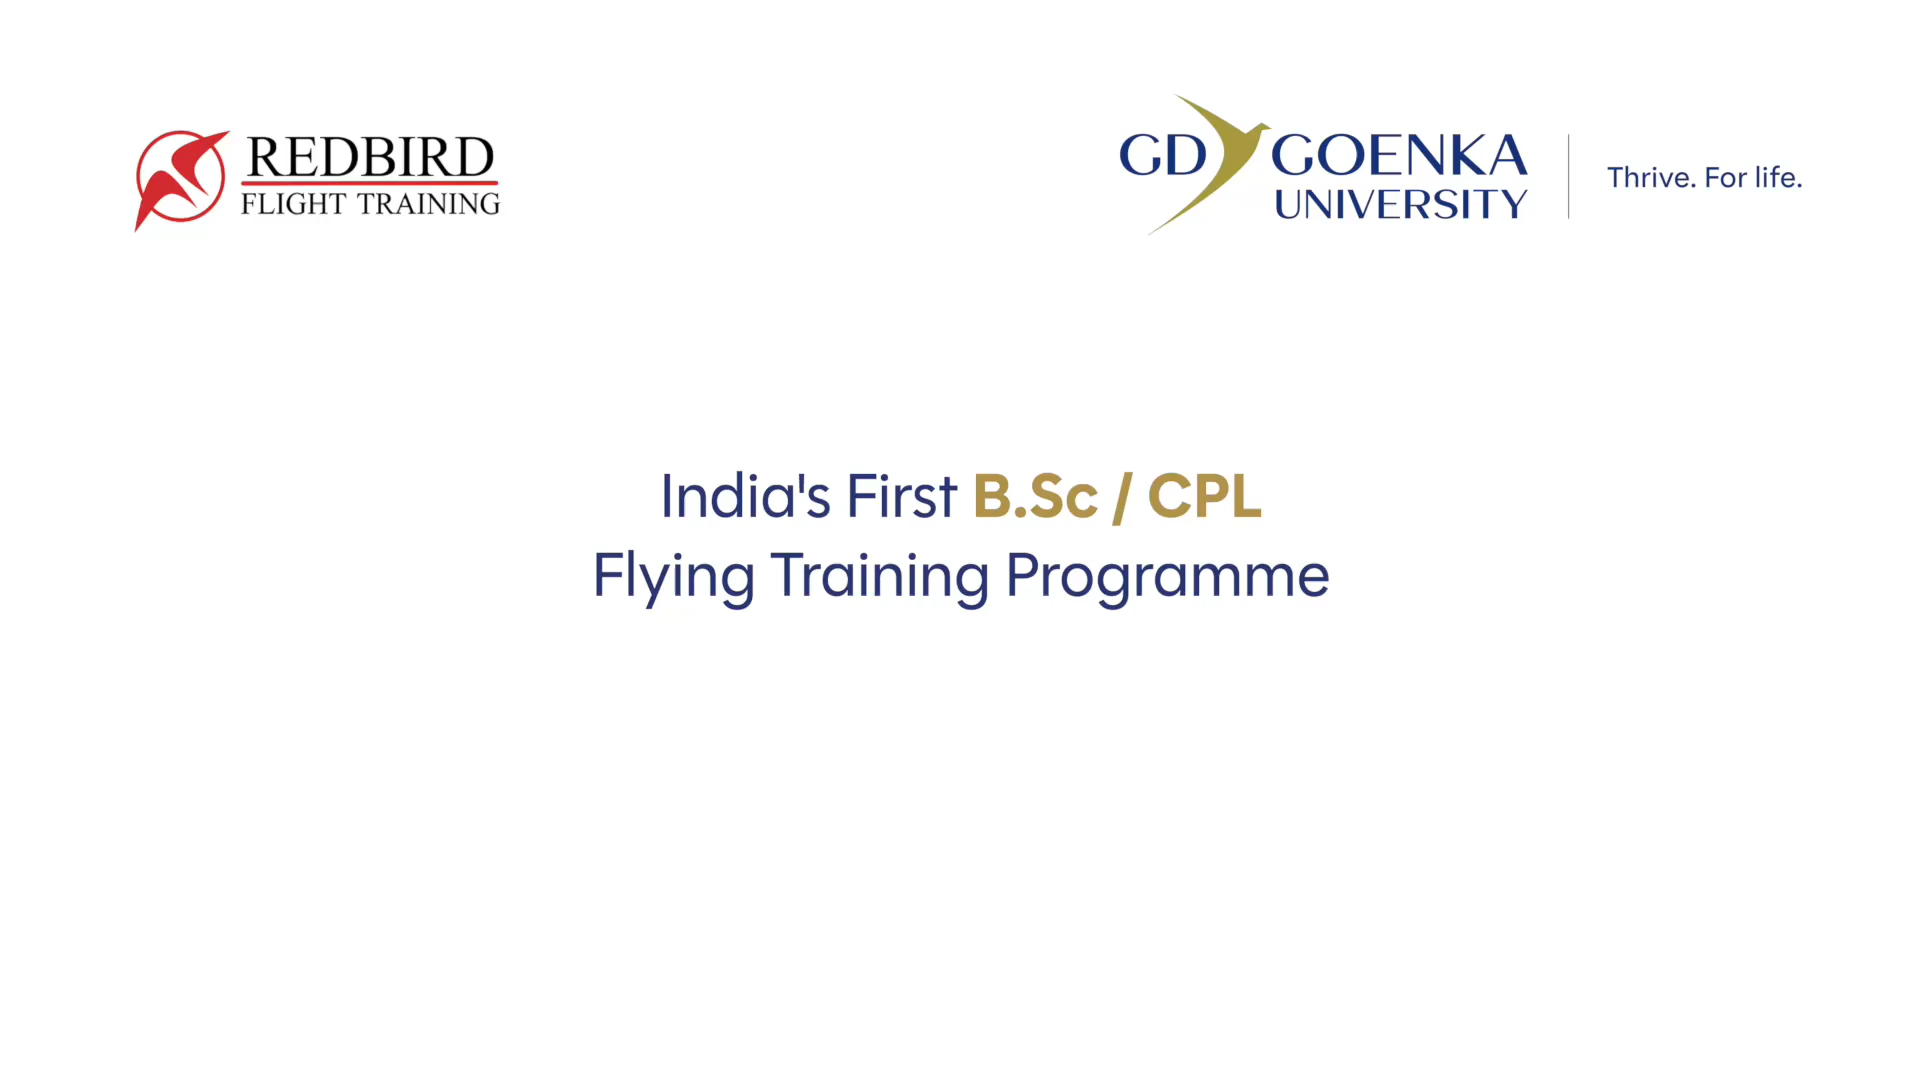 REDBIRD
FLIGHT TRAINING
GD GOENKA
UNIVERSITY
Thrive. For life.
India's First B.Sc / CPL
Flying Training Programme